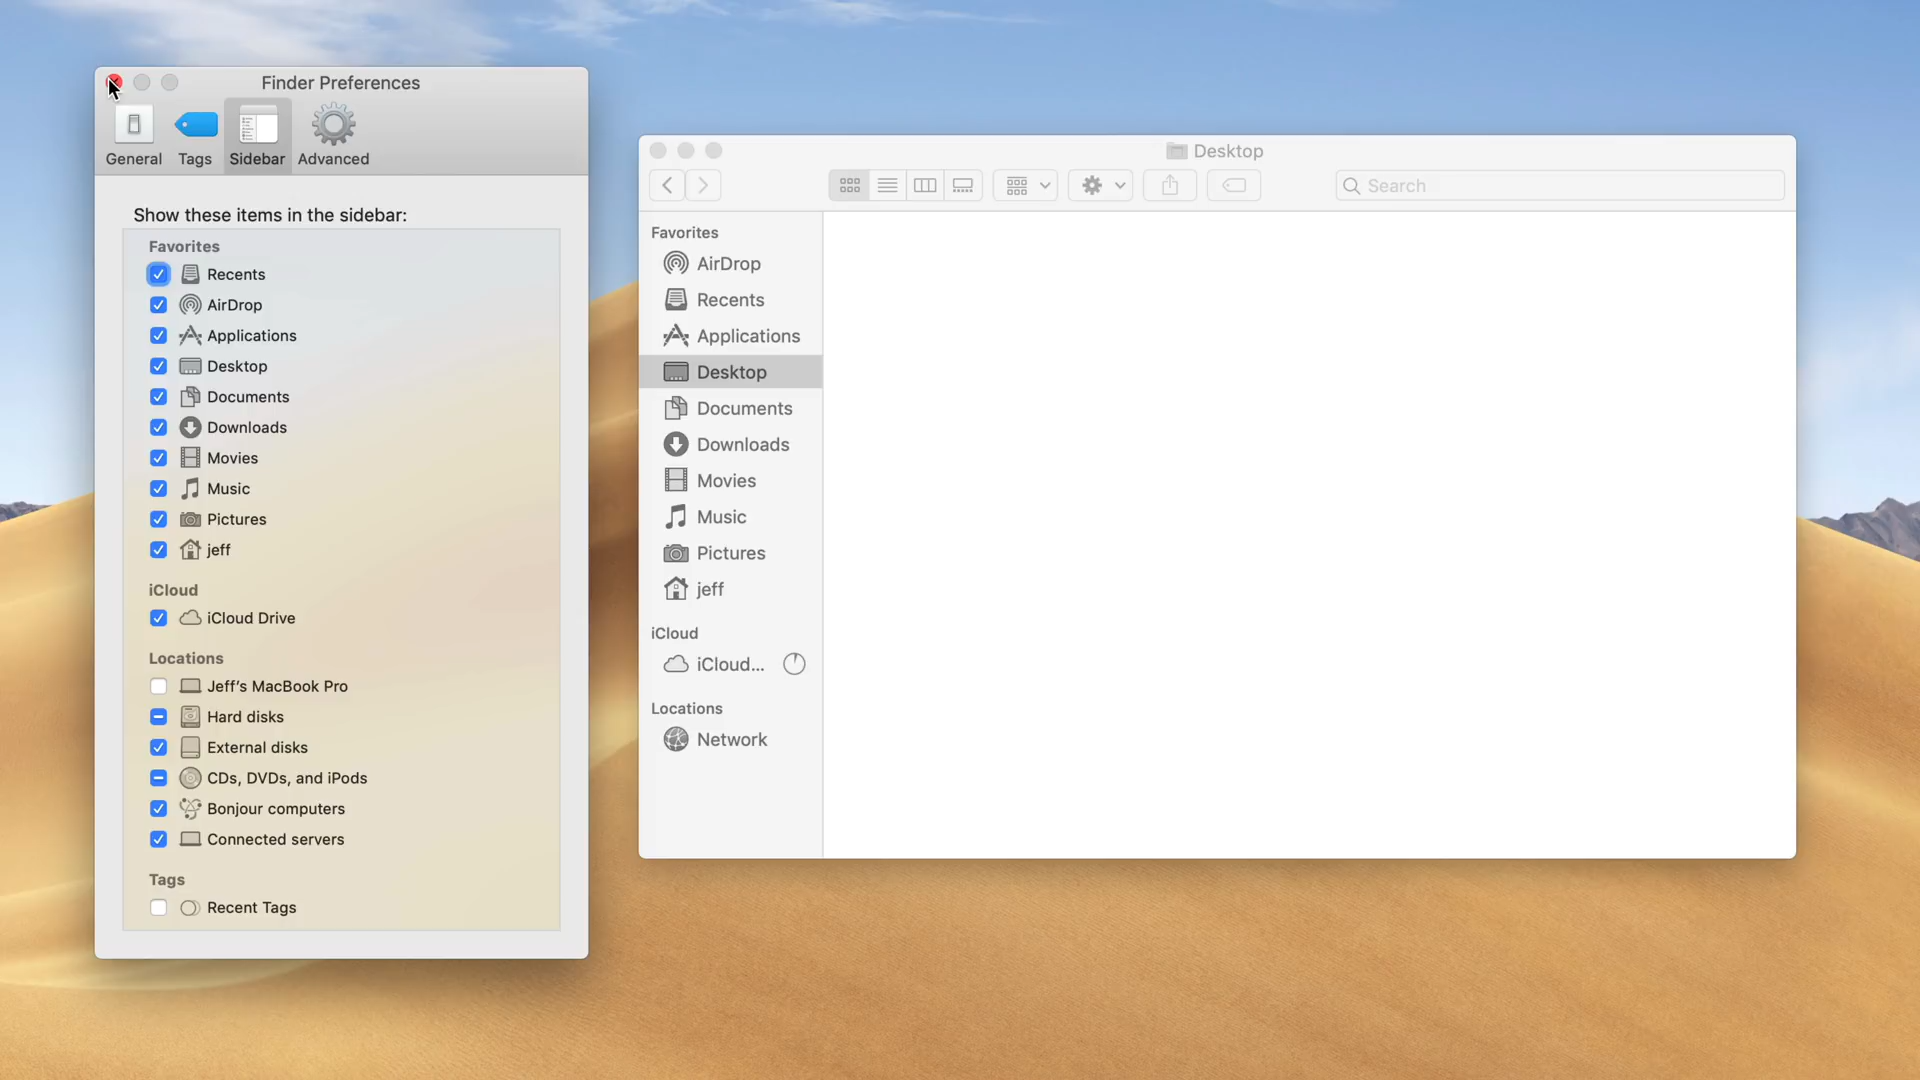 Finder Preferences
General
Tags
Sidebar
Advanced
Show these items in the sidebar:
Favorites
Recents
AirDrop
Applications
Desktop
Documents
Downloads
Movies
Music
Pictures
jeff
iCloud
iCloud Drive
Locations
Jeff's MacBook Pro
Hard disks
External disks
CDs, DVDs, and iPods
Bonjour computers
Connected servers
Tags
Recent Tags
Desktop
Search
Favorites
AirDrop
Recents
Applications
Desktop
Documents
Downloads
Movies
Music
Pictures
jeff
iCloud
iCloud...
Locations
Network